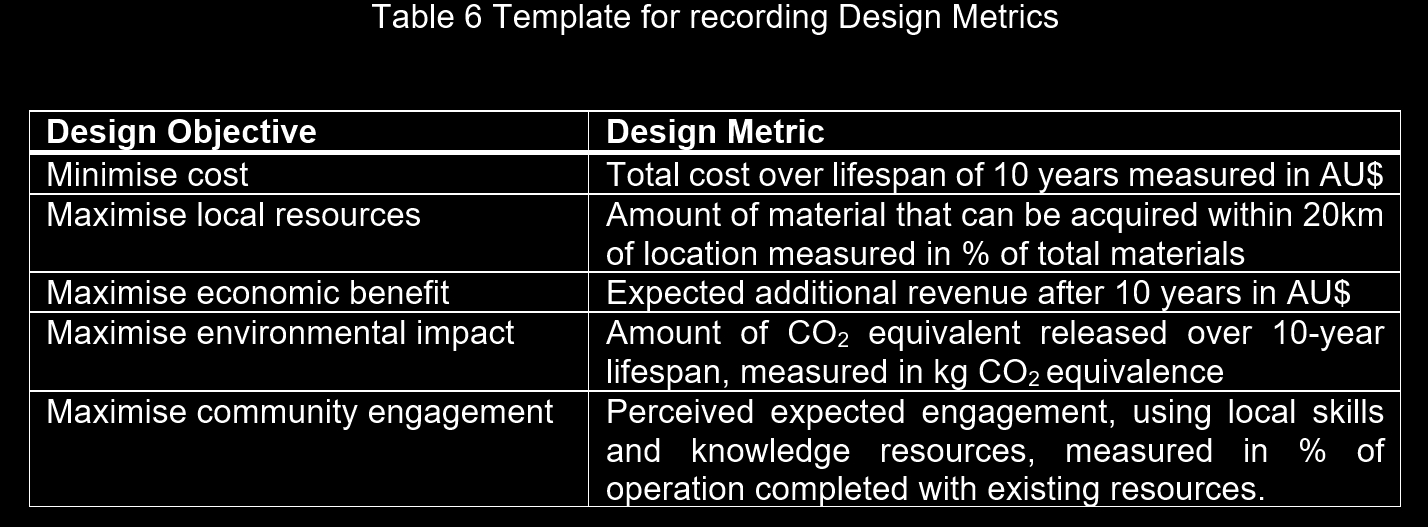 Table 6 Template for recording Design Metrics
Design Objective Design Metric
Minimise cost Total cost over lifespan of 10 years measured in AU$
Maximise local resources Amount of material that can be acquired within 20km
of location measured in % of total materials
Maximise economic benefit Expected additional revenue after 10 years in AU$
Maximise environmental impact Amount of CO₂ equivalent released over 10-year
lifespan, measured in kg CO₂ equivalence
Maximise community engagement Perceived expected engagement, using local skills
and knowledge resources, measured in % of
operation completed with existing resources.